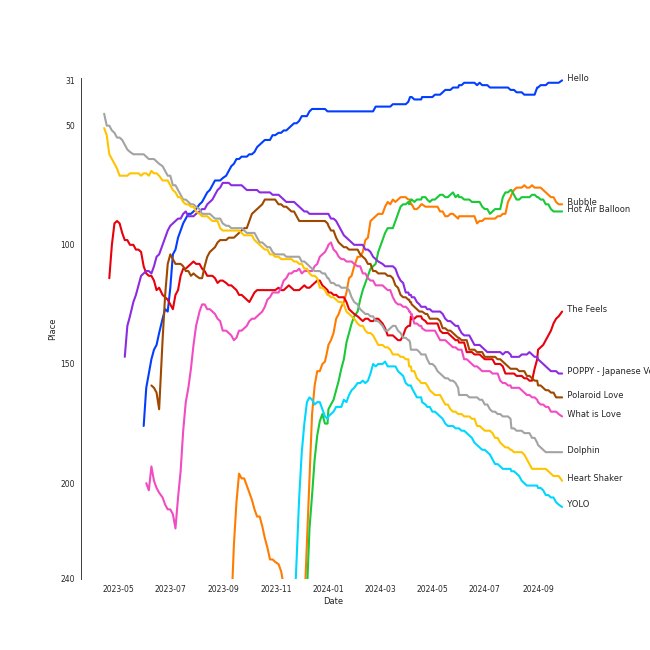 31
Hello
50
Bubble
Hot Air Balloon
100
The Feels
150
POPPY - Japanese Ve
Polaroid Love
What is Love
Dolphin
Heart Shaker
200
YOLO
240
2023-05 2023-07 2023-09 2023-11 2024-01 2024-03 2024-05 2024-07 2024-09
Date
Place